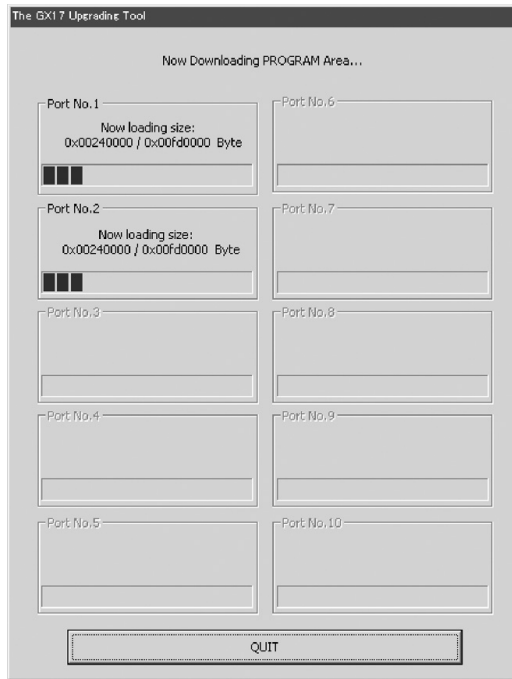 The GX17 Upgrading Tool
Now Downloading PROGRAM Area...
Port No.1
Now loading size:
0x00240000 / 0x00fd0000 Byte
Port No.2
Now loading size:
0x00240000 / 0x00fd0000 Byte
Port No.3
Port No.4
Port No.5
Port No.6
Port No.7
Port No.8
Port No.9
Port No.10
QUIT